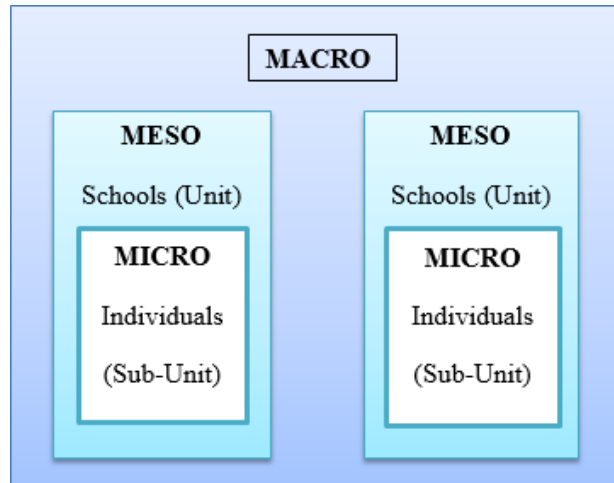 MACRO
MESO
Schools (Unit)
MICRO
Individuals
(Sub-Unit)
MESO
Schools (Unit)
MICRO
Individuals
(Sub-Unit)